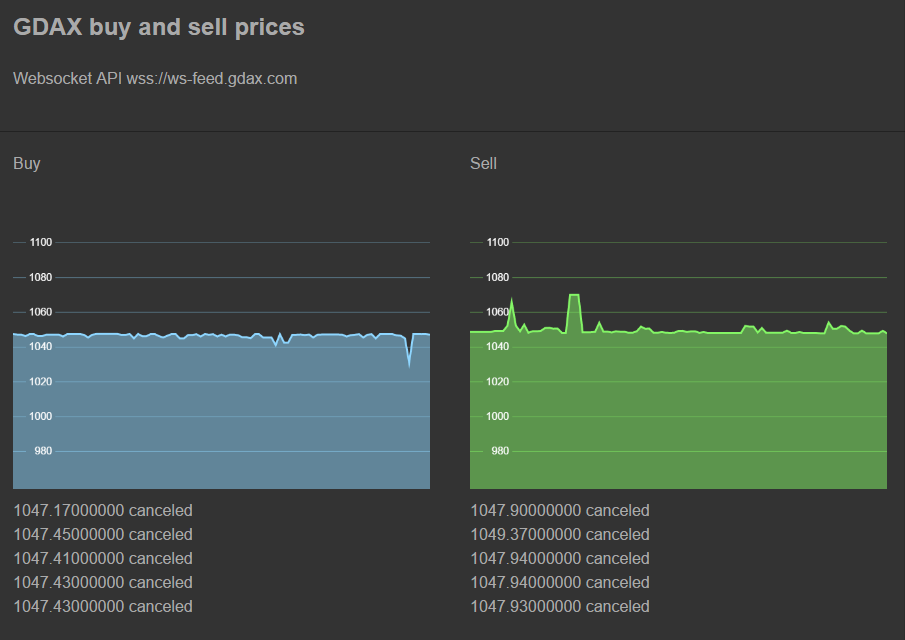 GDAX buy and sell prices
Websocket API wss://ws-feed.gdax.com
Buy
1100
1080
1060
1040
1020
1000
980
1047.17000000 canceled
1047.45000000 canceled
1047.41000000 canceled
1047.43000000 canceled
1047.43000000 canceled
Sell
1100
1080
1060
1040
1020
1000
980
1047.90000000 canceled
1049.37000000 canceled
1047.94000000 canceled
1047.94000000 canceled
1047.93000000 canceled